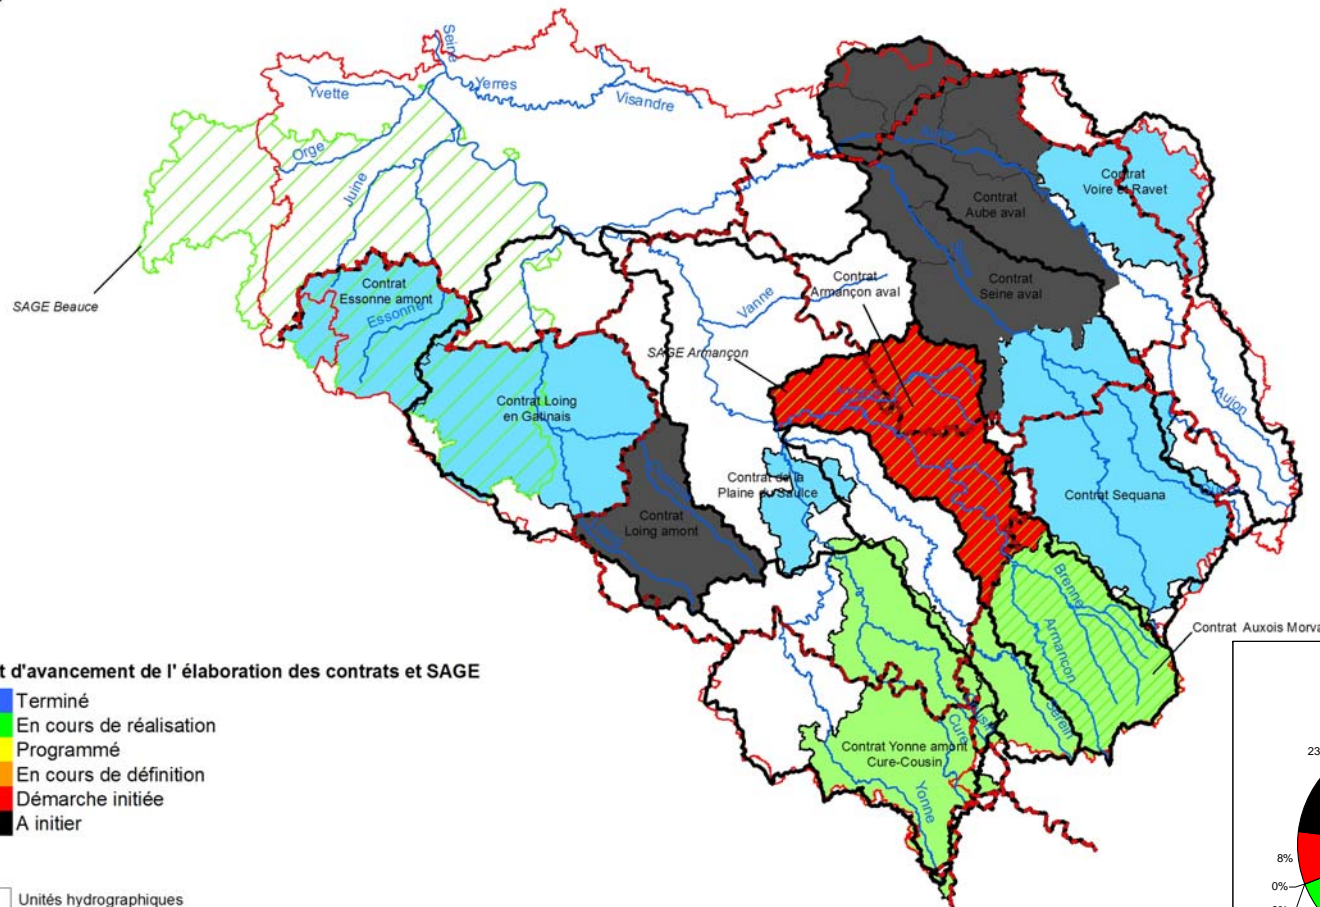 Seine
Yerres
Yvette
Visandre
Orge
Juine
Aube
Contrat
Voire et Ravet
Contrat
Aube aval
Contrat
Essonne amont
Essonne
Contrat
Armançon aval
Contrat
Seine aval
SAGE Beauce
Vanne
SAGE Armançon
Aujon
Contrat Loing
en Gatinais
Contrat de la
Plaine du Saulce
Contrat Sequana
Contrat
Loing amont
Brenne
Armançon
Serein
Contrat Auxois Morva
t d'avancement de l' élaboration des contrats et SAGE
Terminé
En cours de réalisation
Programmé
En cours de définition
Démarche initiée
A initier
Cousin
Cure
Contrat Yonne amont
Cure-Cousin
Yonne
23
8%
0%
Unités hydrographiques